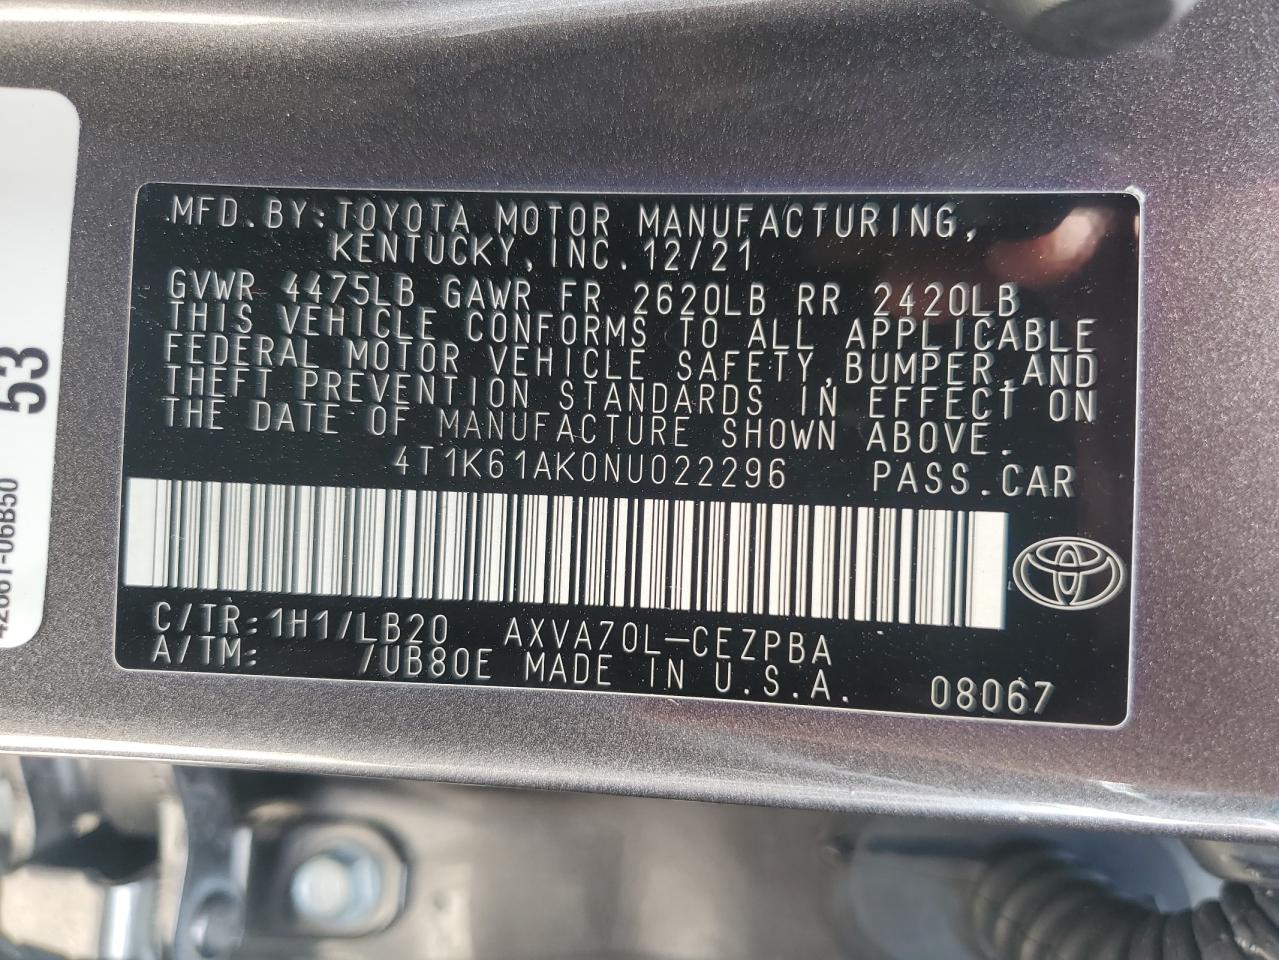 MFD.BY:TOYOTA MOTOR MANUFACTURING,
KENTUCKY,INC. 12/21
GVWR 4475LB GAWR FR 2620LB RR 2420LB
THIS VEHICLE CONFORMS TO ALL APPLICABLE
FEDERAL MOTOR VEHICLE SAFETY,BUMPER,AND
THEFT PREVENTION STANDARDS IN EFFECT ON
THE DATE OF MANUFACTURE SHOWN ABOVE.
4T1K61AK0NU022296 PASS.CAR
C/TR:1H1/LB20 AXVA70L-CEZPBA
A/TM: /UB80E MADE IN U.S.A. 08067
53